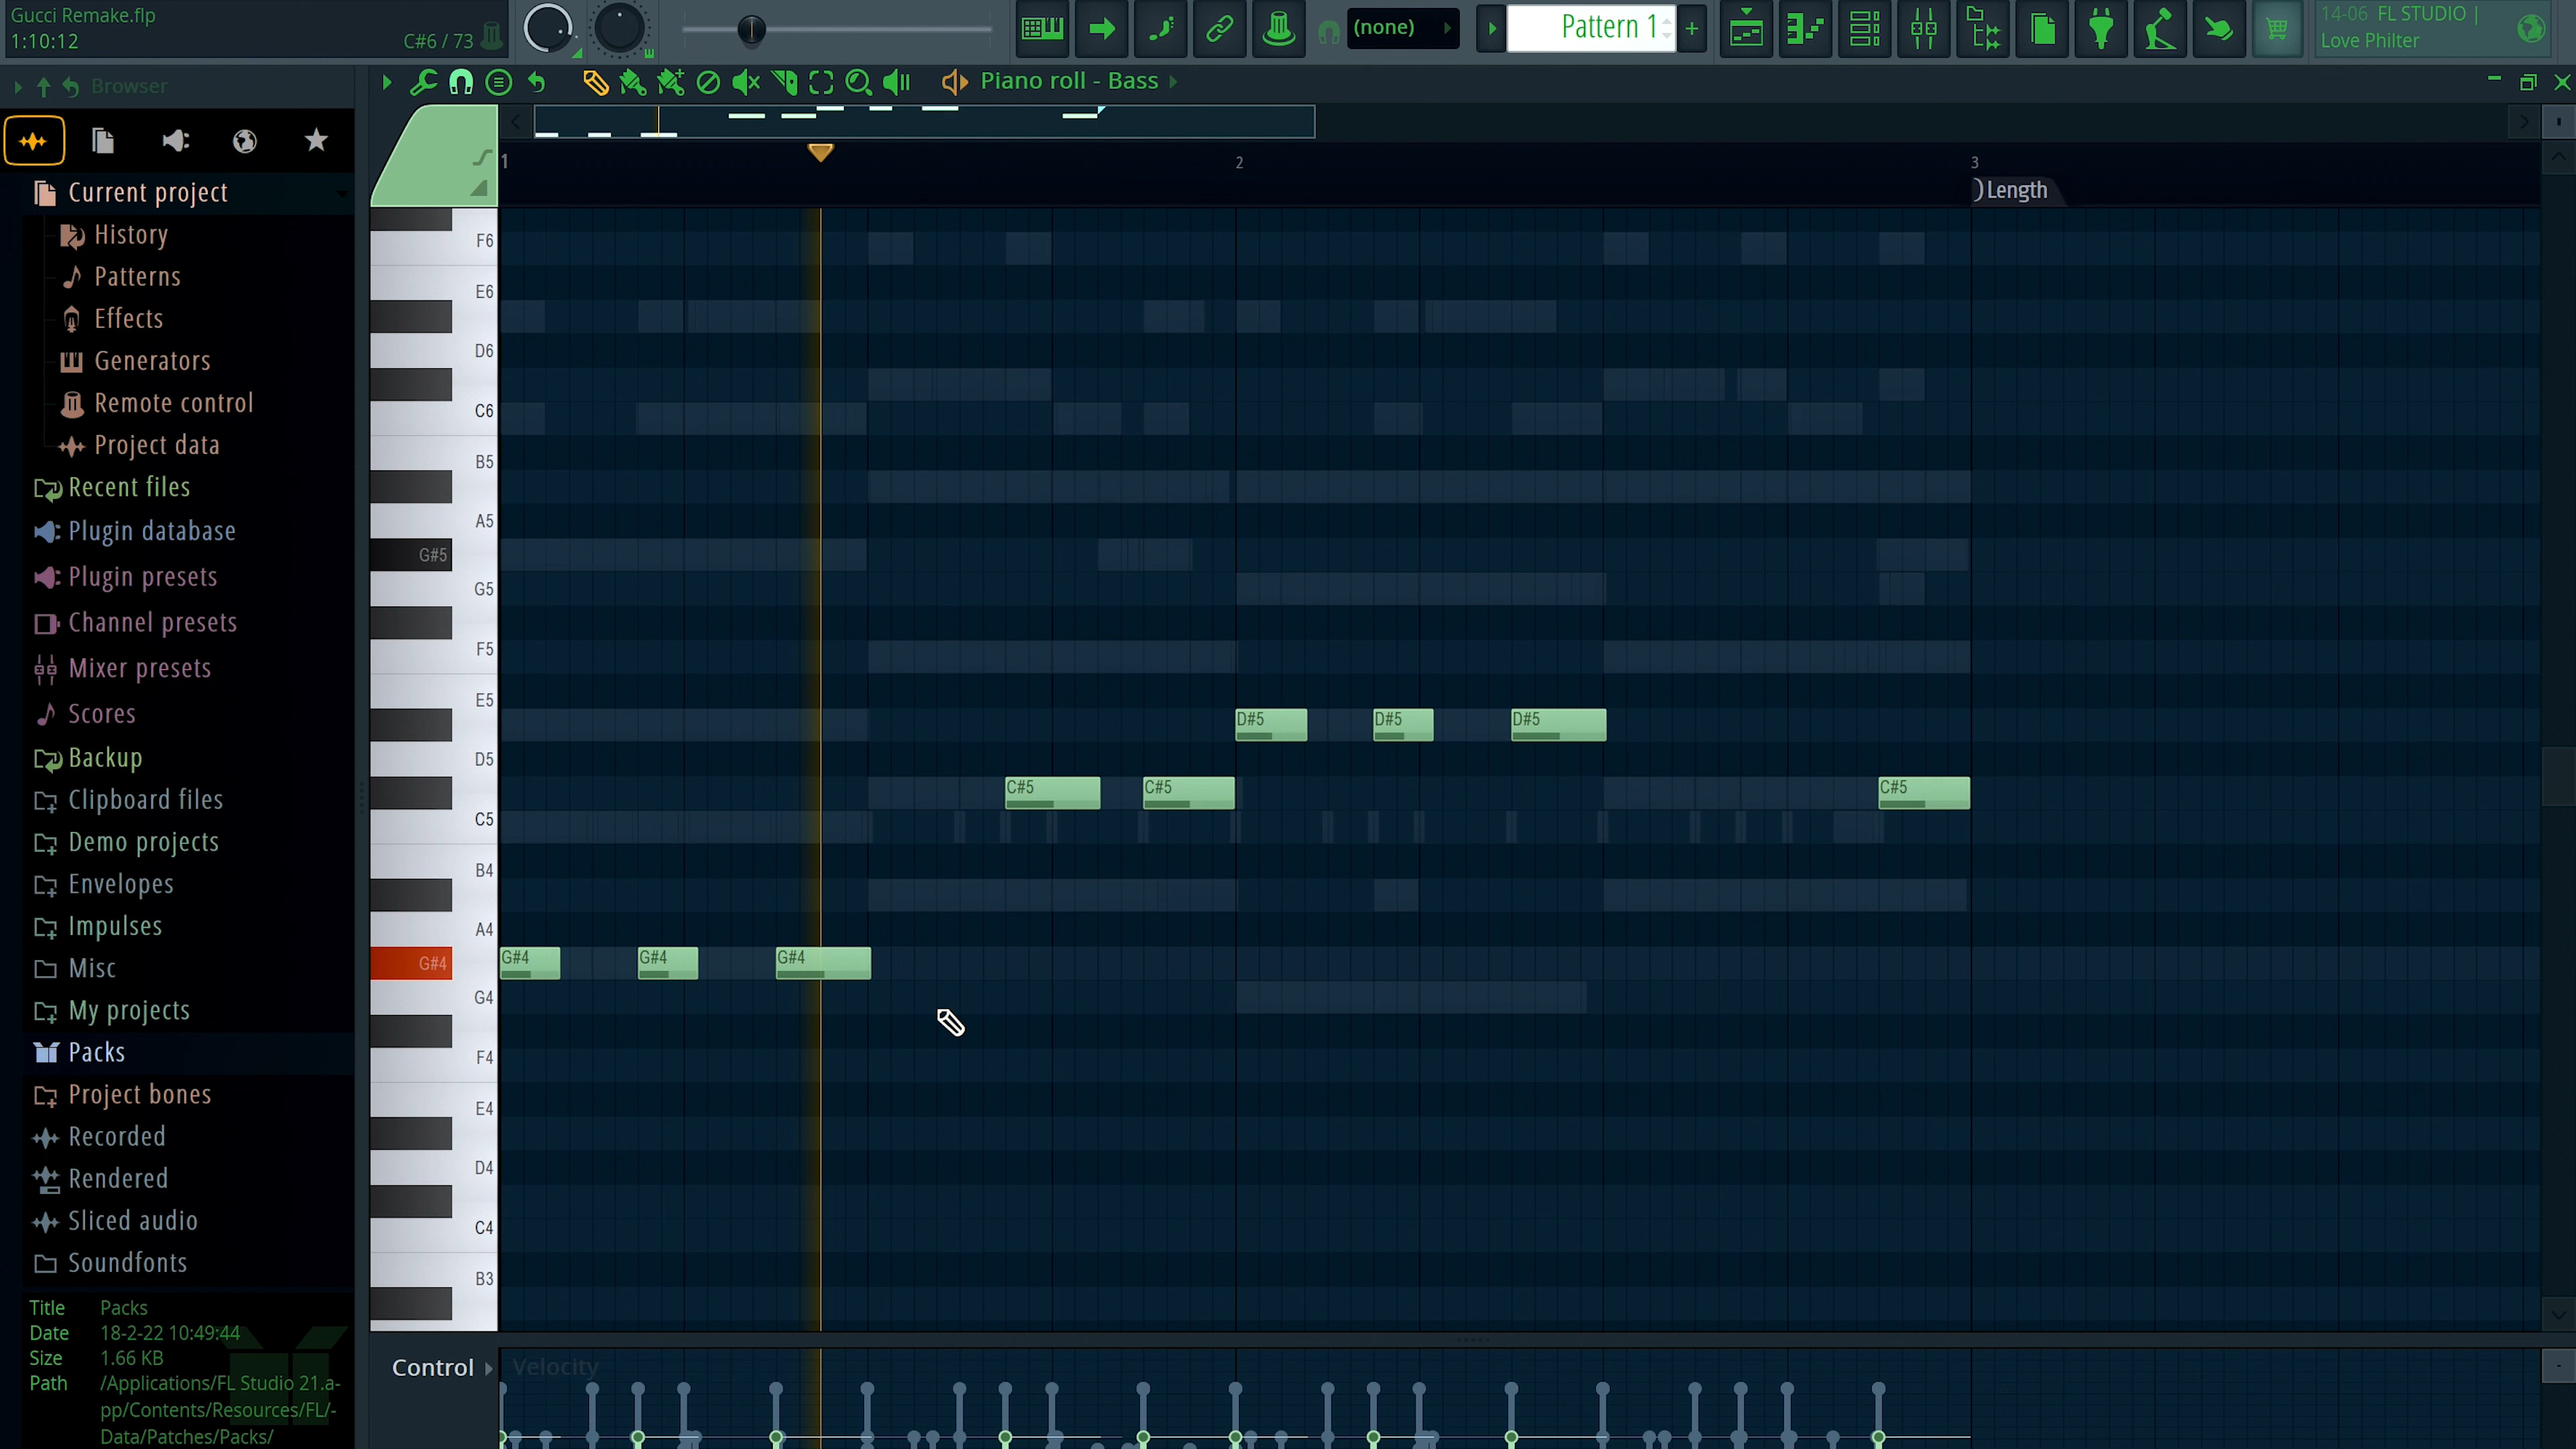 Gucci Remake.flp
1:10:12
C#6 / 73
(none)
Pattern 1
+
14-06 FL STUDIO |
Love Philter
Browser
Piano roll - Bass
1
2
3
Length
Current project
History
Patterns
Effects
Generators
Remote control
Project data
Recent files
Plugin database
Plugin presets
Channel presets
Mixer presets
Scores
Backup
Clipboard files
Demo projects
Envelopes
Impulses
Misc
My projects
Packs
Project bones
Recorded
Rendered
Sliced audio
Soundfonts
Title Packs
Date 18-2-22 10:49:44
Size 1.66 KB
Path /Applications/FL Studio 21.a-
pp/Contents/Resources/FL/-
Data/Patches/Packs/
F6
E6
D6
C6
B5
A5
G#5
G5
F5
E5
D#5 D#5 D#5
D5
C#5 C#5 C#5
C5
B4
A4
G#4 G#4 G#4 G#4
G4
F4
E4
D4
C4
B3
Control Velocity